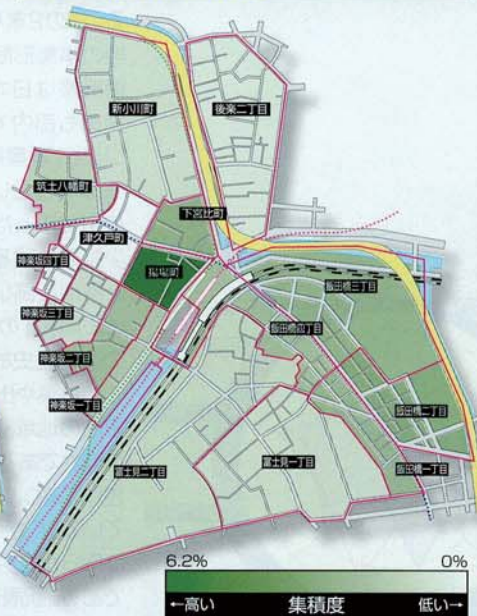 新小川町
後楽二丁目
筑土八幡町
下宮比町
津久戸町
神楽坂四丁目
揚場町
飯田橋三丁目
神楽坂三丁目
飯田橋四丁目
神楽坂二丁目
飯田橋二丁目
神楽坂一丁目
富士見二丁目
富士見一丁目
飯田橋一丁目
6.2%
0%
←高い
集積度
低い→